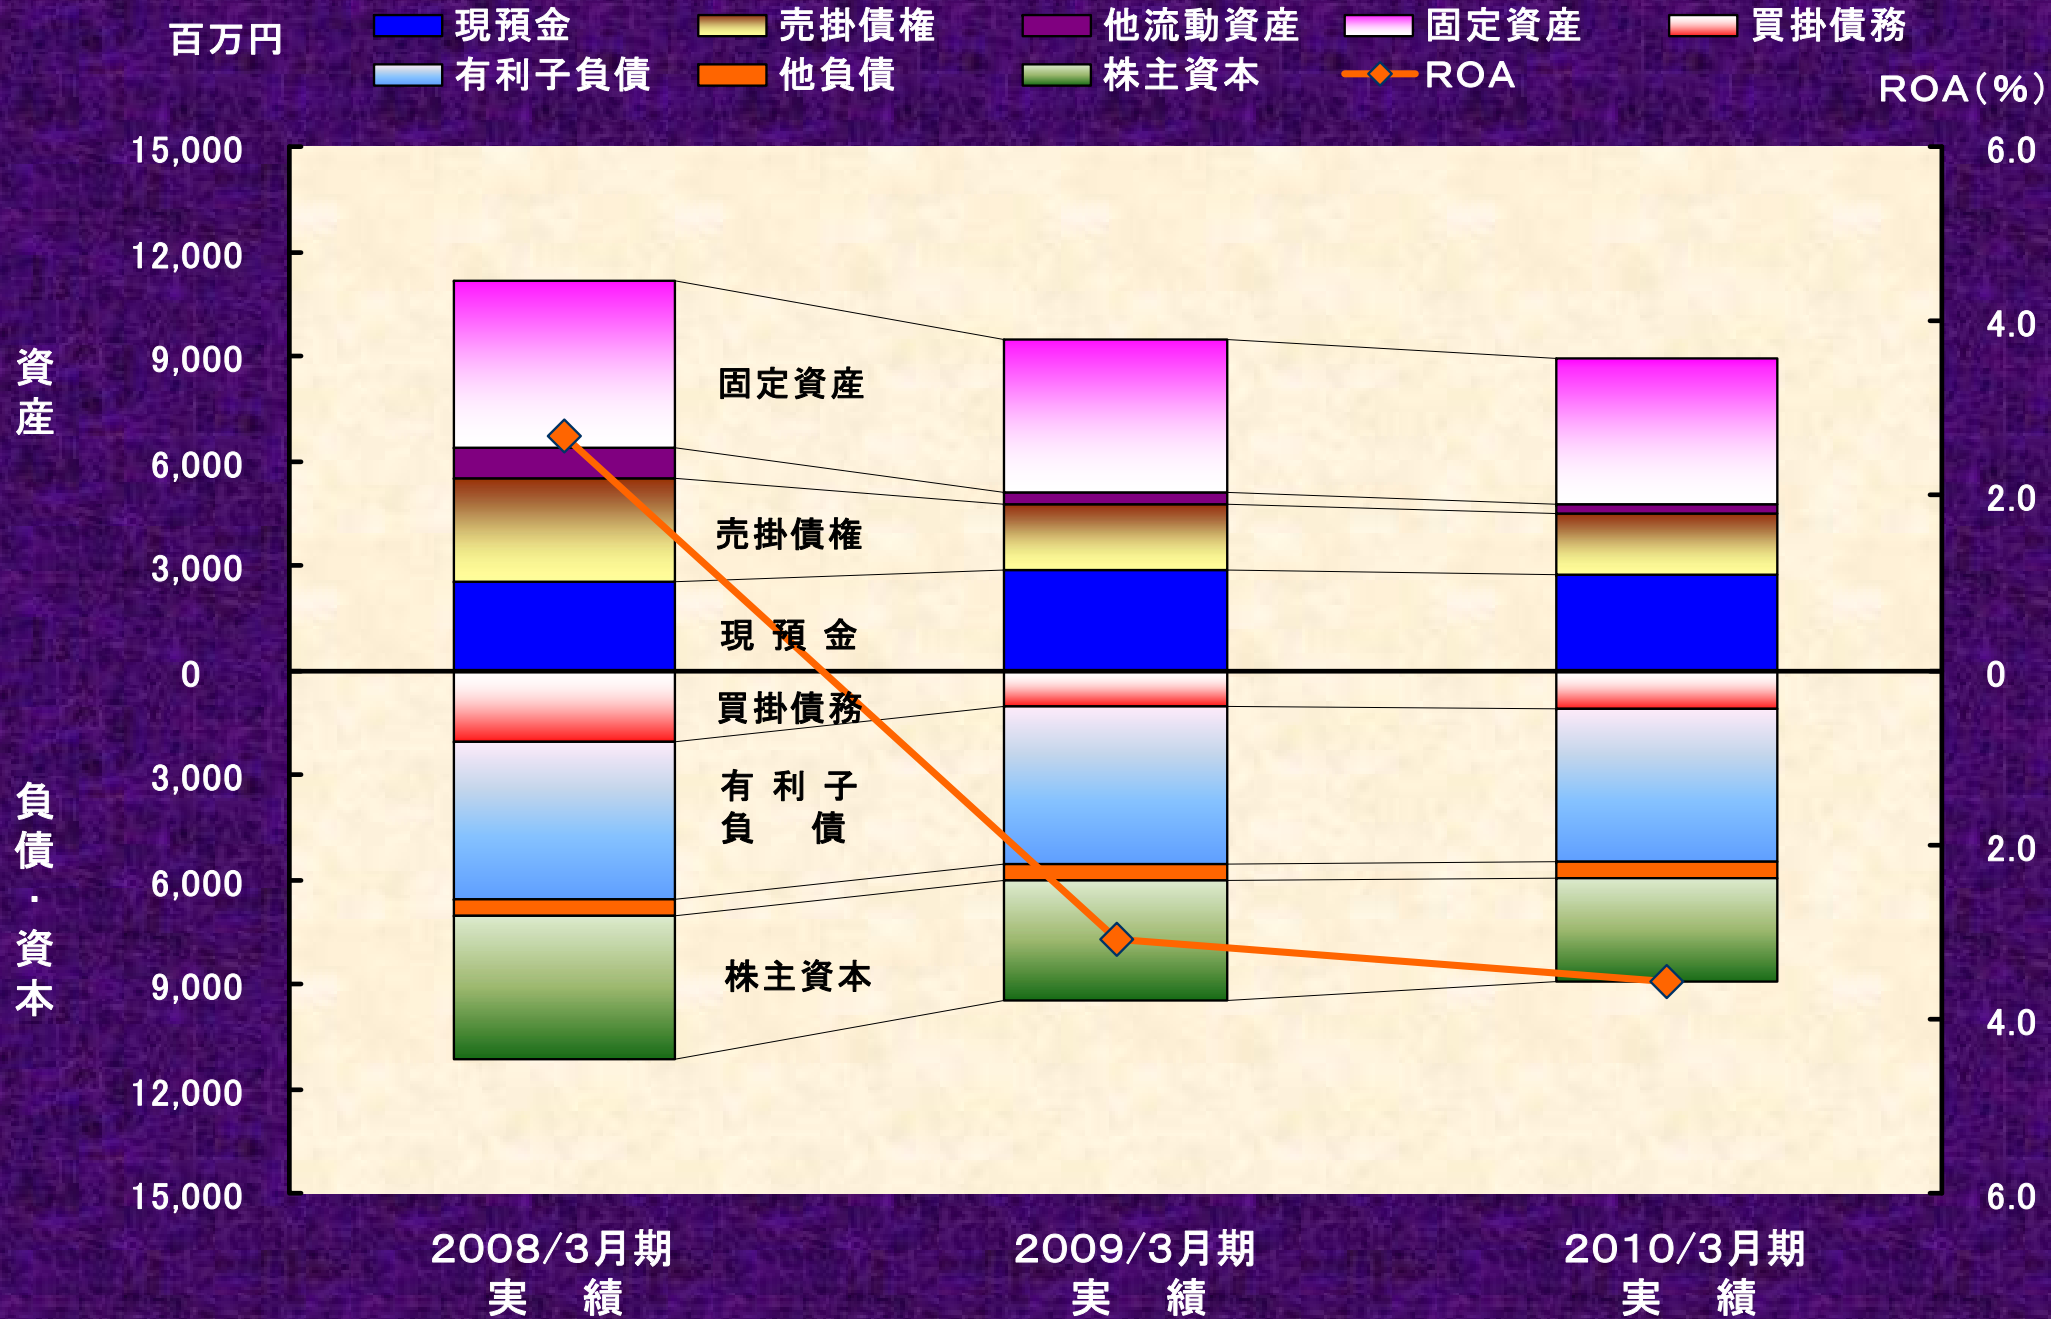 百万円
現預金 売掛債権 他流動資産 固定資産 買掛債務
有利子負債 他負債 株主資本 ROA
ROA(%)
15,000
12,000
9,000
6,000
3,000
0
3,000
6,000
9,000
12,000
15,000
資産
負債・資本
固定資産
売掛債権
現預金
買掛債務
有利子
負債
株主資本
6.0
4.0
2.0
0
2.0
4.0
6.0
2008/3月期
実績
2009/3月期
実績
2010/3月期
実績